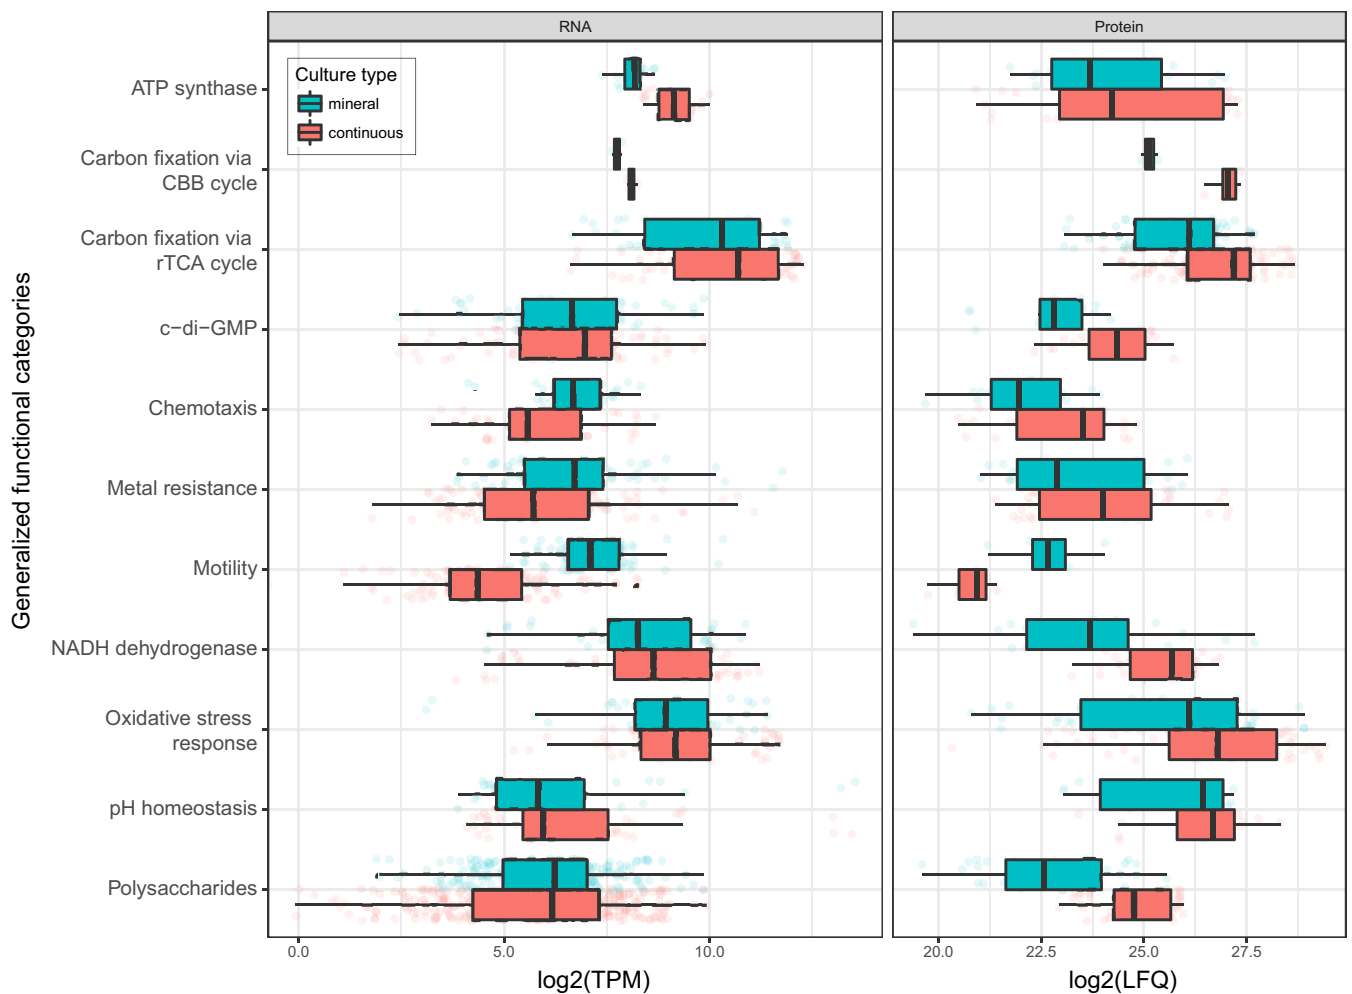 RNA
Protein
Culture type
mineral
continuous
Generalized functional categories
ATP synthase
Carbon fixation via
CBB cycle
Carbon fixation via
rTCA cycle
c−di−GMP
Chemotaxis
Metal resistance
Motility
NADH dehydrogenase
Oxidative stress
response
pH homeostasis
Polysaccharides
0.0
5.0
10.0
20.0
22.5
25.0
27.5
log2(TPM)
log2(LFQ)